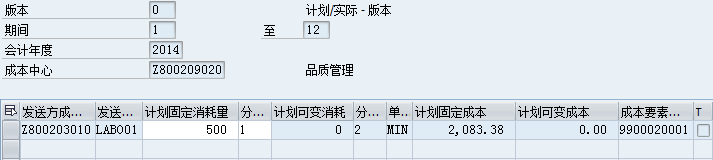 版本 0 计划/实际 - 版本
期间 1 至 12
会计年度 2014
成本中心 Z800209020 品质管理
发送方成... 发送... 计划固定消耗量 分... 计划可变消耗 分... 单... 计划固定成本 计划可变成本 成本要素... T
Z800203010 LAB001 500 1 0 2 MIN 2,083.38 0.00 9900020001